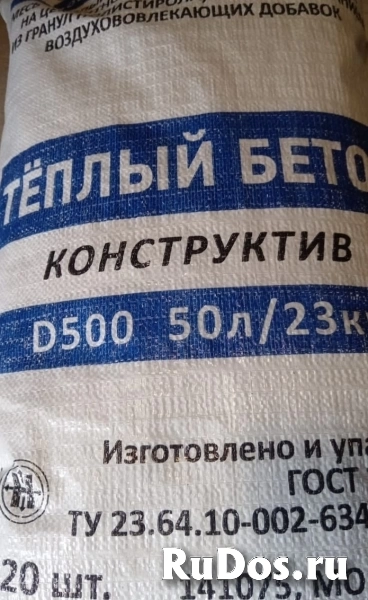 НА
ИЗ ГРАНУЛ
ВОЗДУХОВОВЛЕКАЮЩИХ ДОБАВОК
ТЁПЛЫЙ БЕТО
КОНСТРУКТИВ
D500 50л/23к
Изготовлено и упа
ГОСТ
ТУ 23.64.10-002-634
20 шт. 141075, МО
RuDos.ru